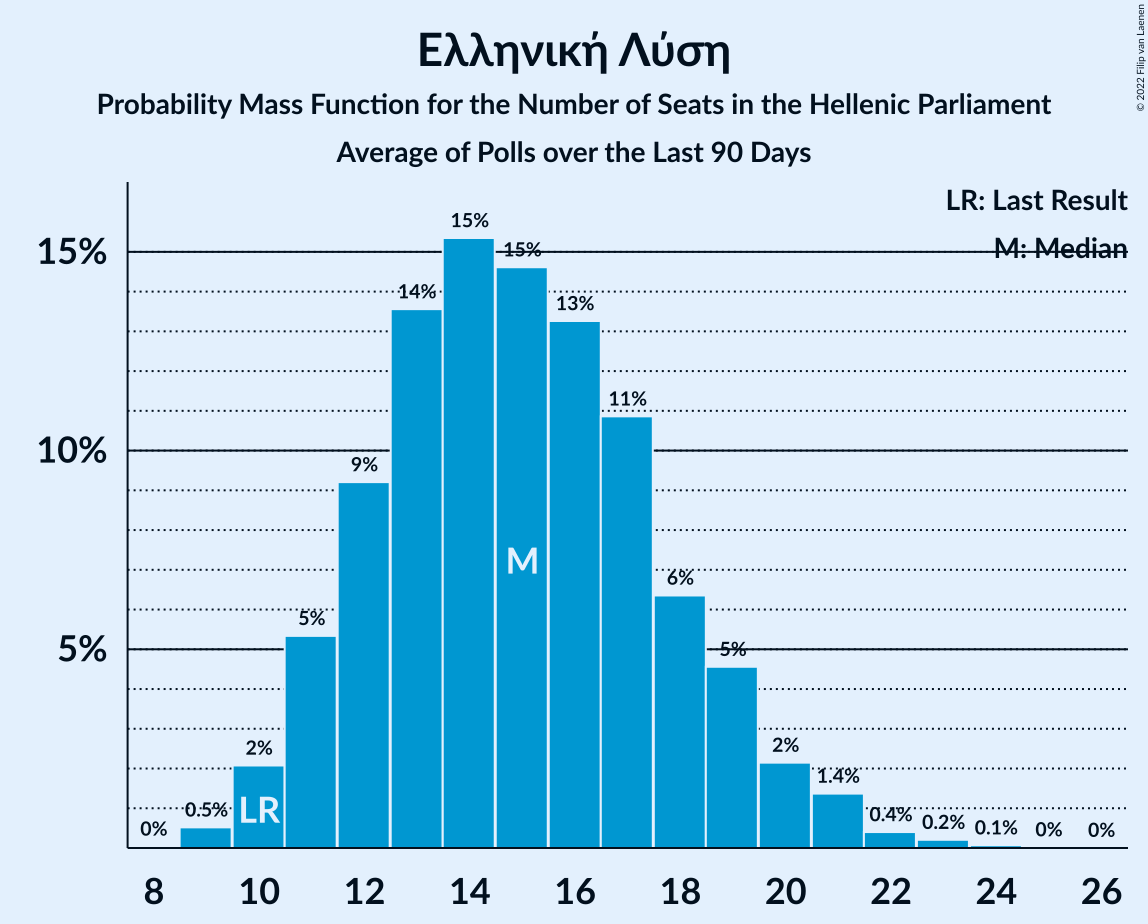 Ελληνική Λύση
Probability Mass Function for the Number of Seats in the Hellenic Parliament
Average of Polls over the Last 90 Days
© 2022 Filip van Laenen
LR: Last Result
M: Median
15%
10%
5%
0%
0.5%
2%
5%
9%
14%
15%
15%
13%
11%
6%
5%
2%
1.4%
0.4%
0.2%
0.1%
0%
0%
LR
M
8 10 12 14 16 18 20 22 24 26